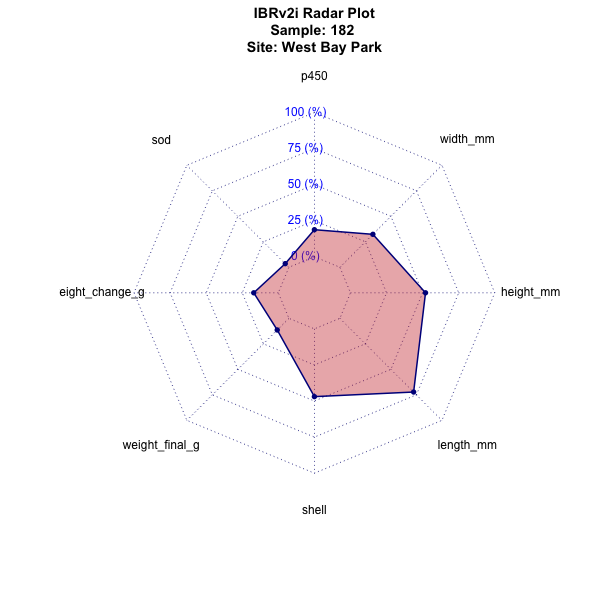 IBRv2i Radar Plot
Sample: 182
Site: West Bay Park
p450
100 (%)
sod
width_mm
75 (%)
50 (%)
25 (%)
0 (%)
eight_change_g
height_mm
weight_final_g
length_mm
shell